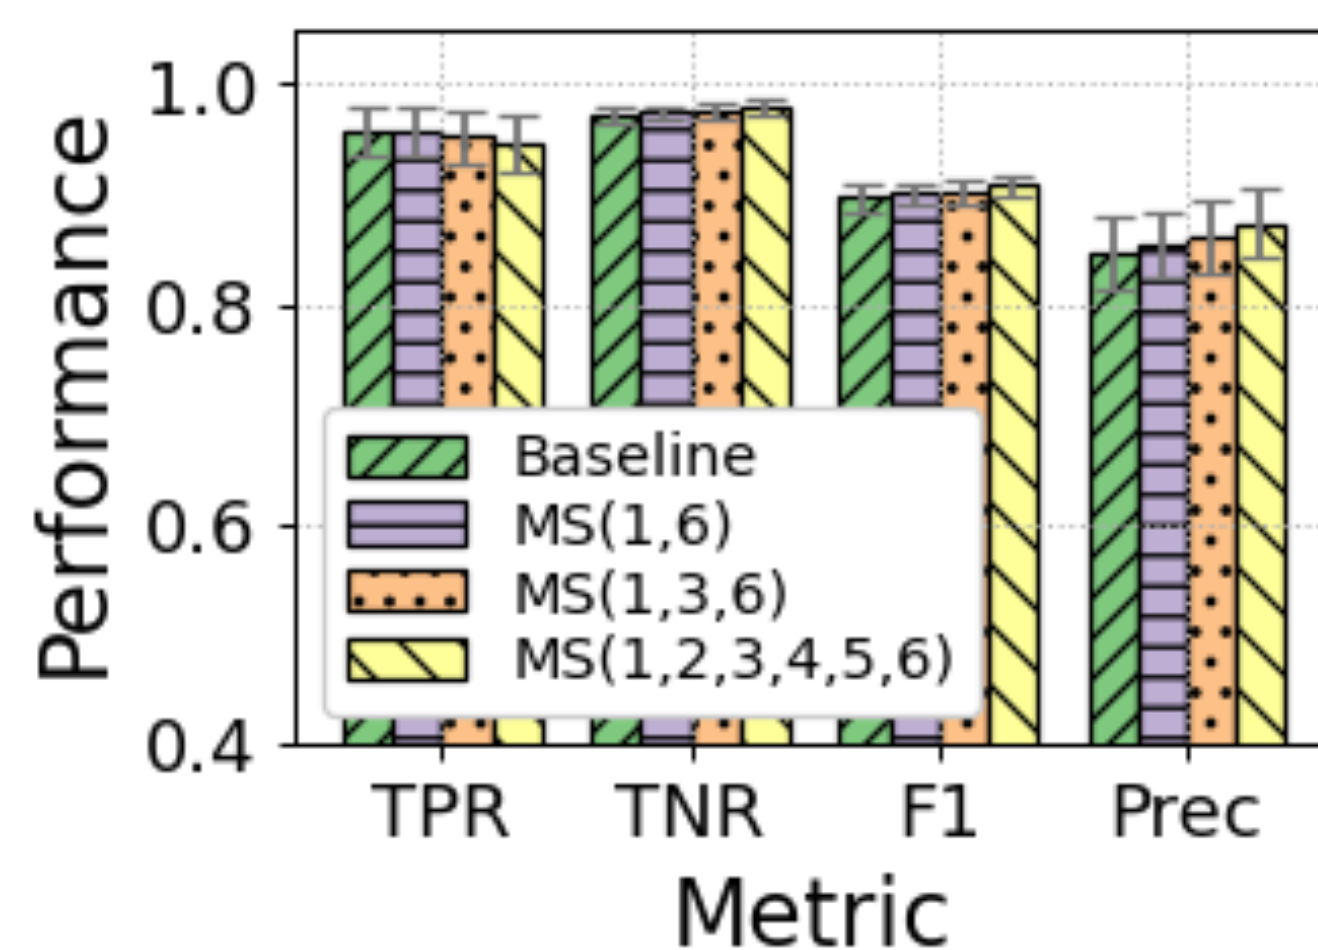 Performance
1.0
0.8
0.6
0.4
Baseline
MS(1,6)
MS(1,3,6)
MS(1,2,3,4,5,6)
TPR TNR F1 Prec
Metric